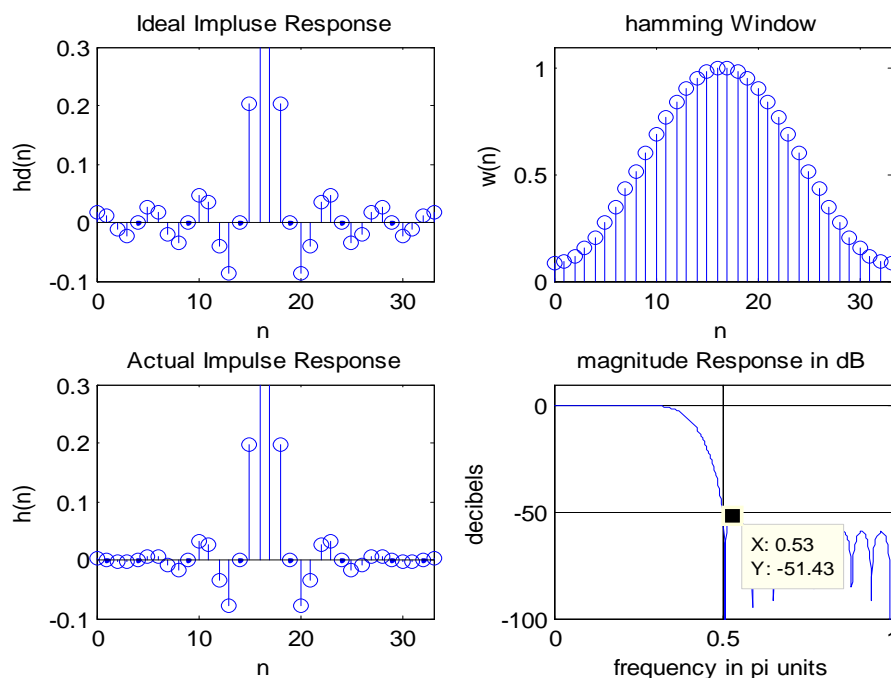 Ideal Impluse Response
0.3
0.2
0.1
0
-0.1
hd(n)
0
10
20
30
n
hamming Window
1
0.5
0
w(n)
0
10
20
30
n
Actual Impulse Response
0.3
0.2
0.1
0
-0.1
h(n)
0
10
20
30
n
magnitude Response in dB
0
-50
-100
decibels
X: 0.53
Y: -51.43
0
0.5
1
frequency in pi units